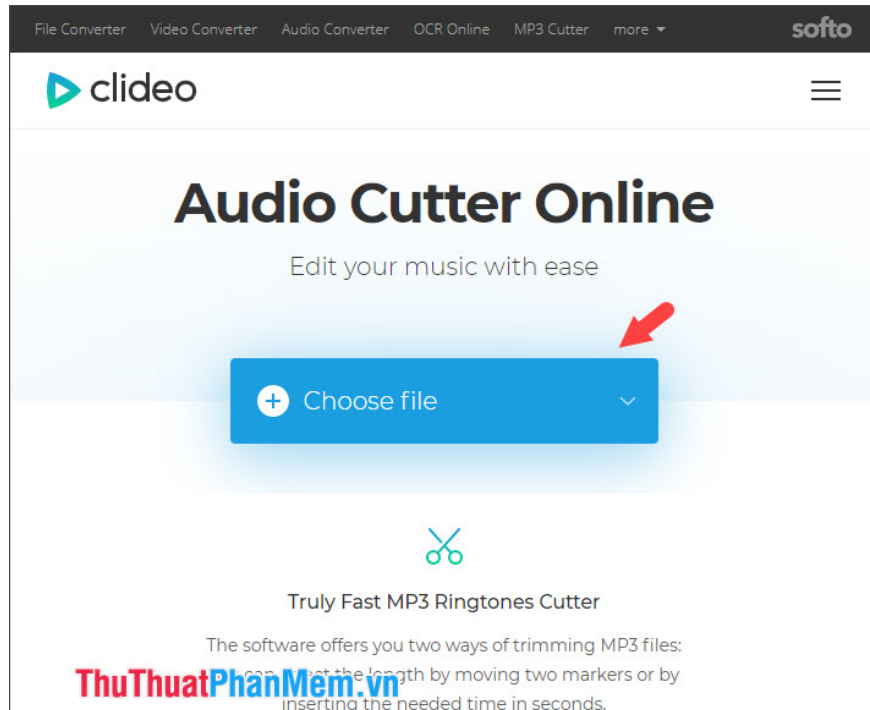 File Converter Video Converter Audio Converter OCR Online MP3 Cutter more softo
clideo
Audio Cutter Online
Edit your music with ease
Choose file
Truly Fast MP3 Ringtones Cutter
The software offers you two ways of trimming MP3 files:
the length by moving two markers or by
ThuThuatPhanMem.vn
inserting the needed time in seconds.